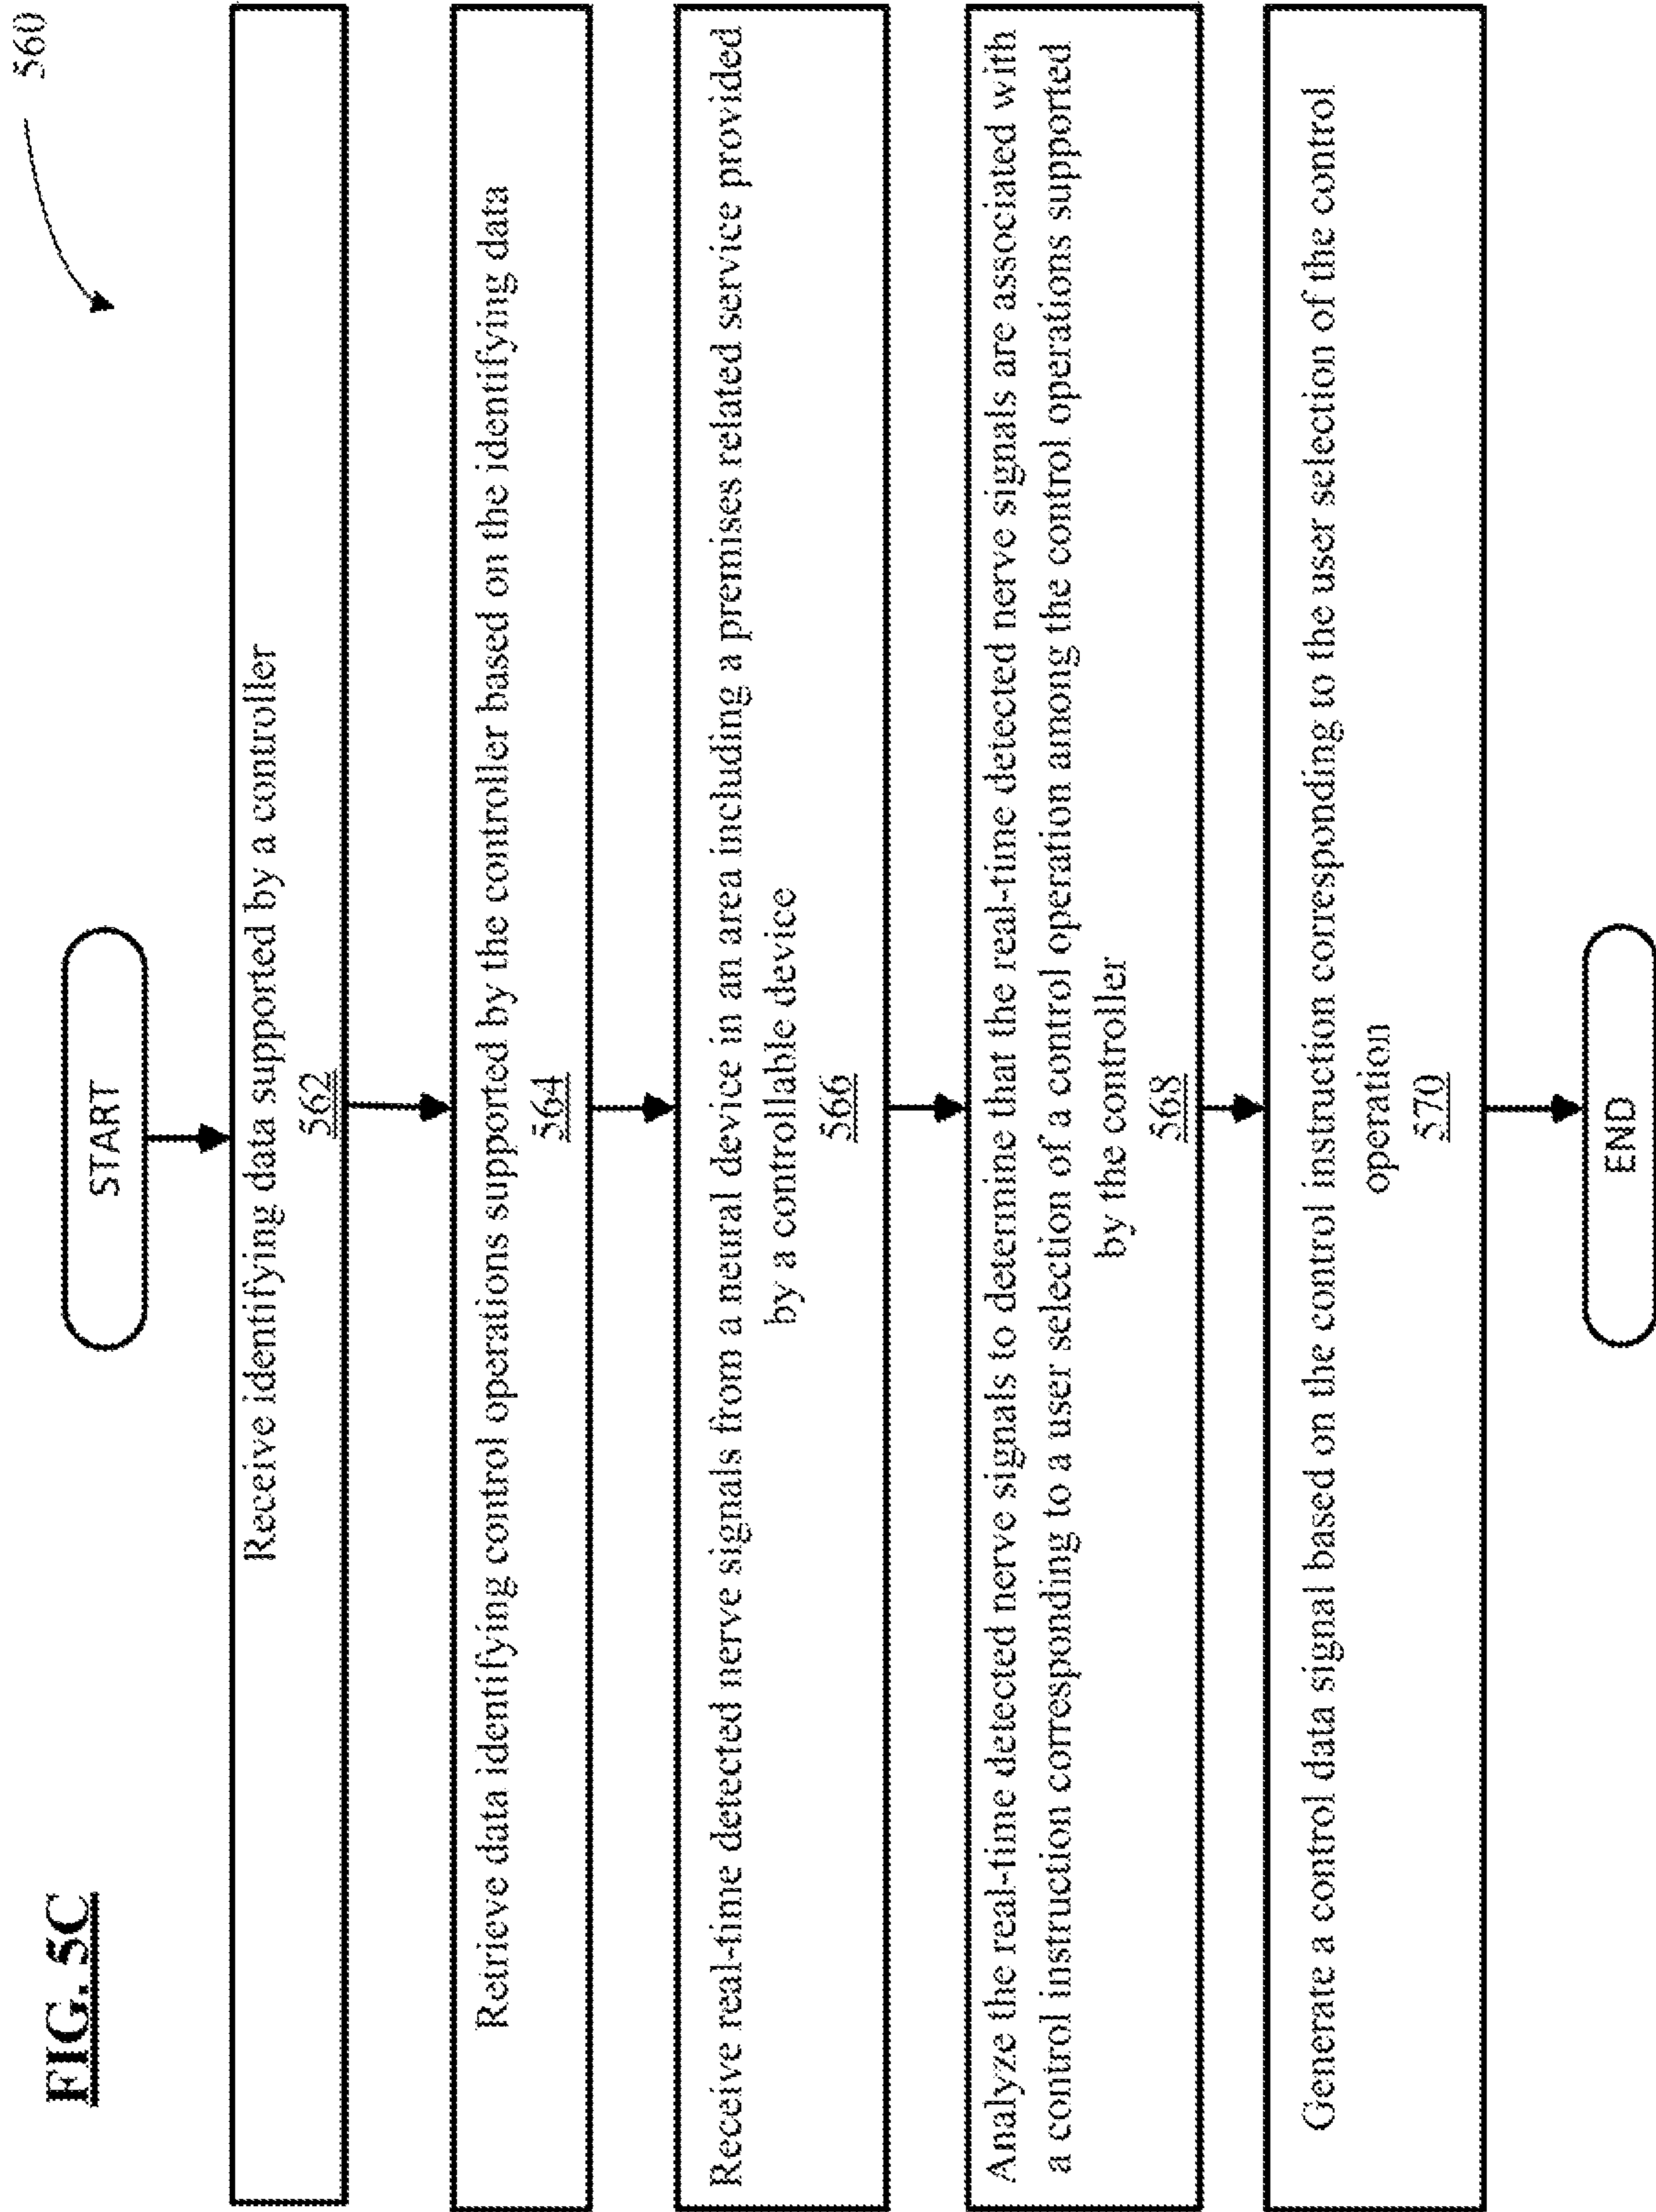 FIG. 5C
560
START
Receive identifying data supported by a controller
562
Retrieve data identifying control operations supported by the controller based on the identifying data
564
Receive real-time detected nerve signals from a neural device in an area including a premises related service provided
by a controllable device
566
Analyze the real-time detected nerve signals to determine that the real-time detected nerve signals are associated with
a control instruction corresponding to a user selection of a control operation among the control operations supported
by the controller
568
Generate a control data signal based on the control instruction corresponding to the user selection of the control
operation
570
END